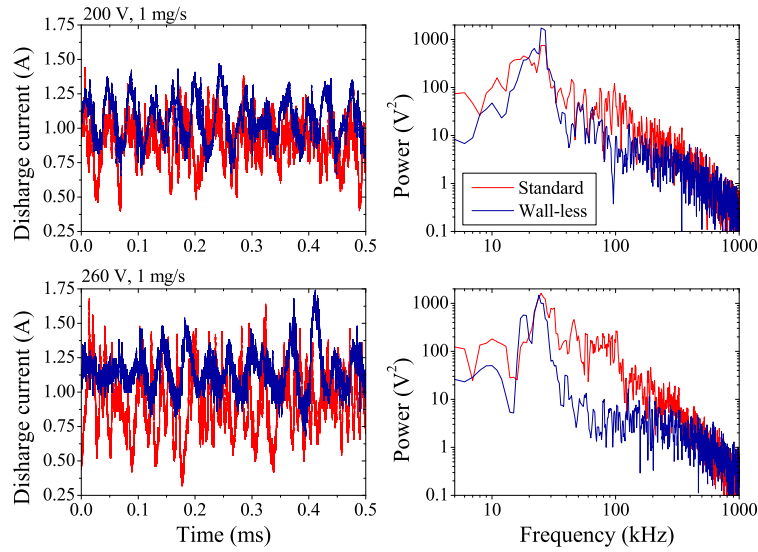 200 V, 1 mg/s
1.75
1.50
1.25
1.00
0.75
0.50
0.25
Disharge current (A)
0.0 0.1 0.2 0.3 0.4 0.5
1000
100
10
1
0.1
Power (V²)
10 100 1000
Standard
Wall-less
260 V, 1 mg/s
1.75
1.50
1.25
1.00
0.75
0.50
0.25
Disharge current (A)
0.0 0.1 0.2 0.3 0.4 0.5
Time (ms)
1000
100
10
1
0.1
Power (V²)
10 100 1000
Frequency (kHz)